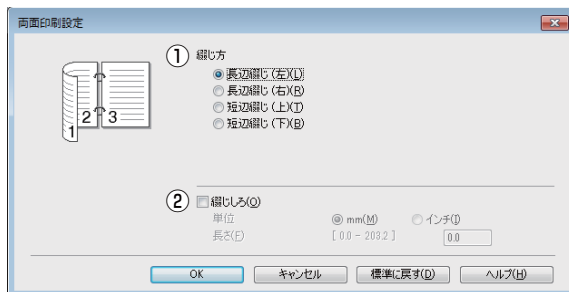 両面印刷設定
① 綴じ方
長辺綴じ (左)(L)
長辺綴じ (右)(R)
短辺綴じ (上)(T)
短辺綴じ (下)(B)
1 2 3
② 綴じしろ(O)
単位 mm(M) インチ(I)
長さ(E) [ 0.0 - 203.2 ] 0.0
OK キャンセル 標準に戻す(D) ヘルプ(H)